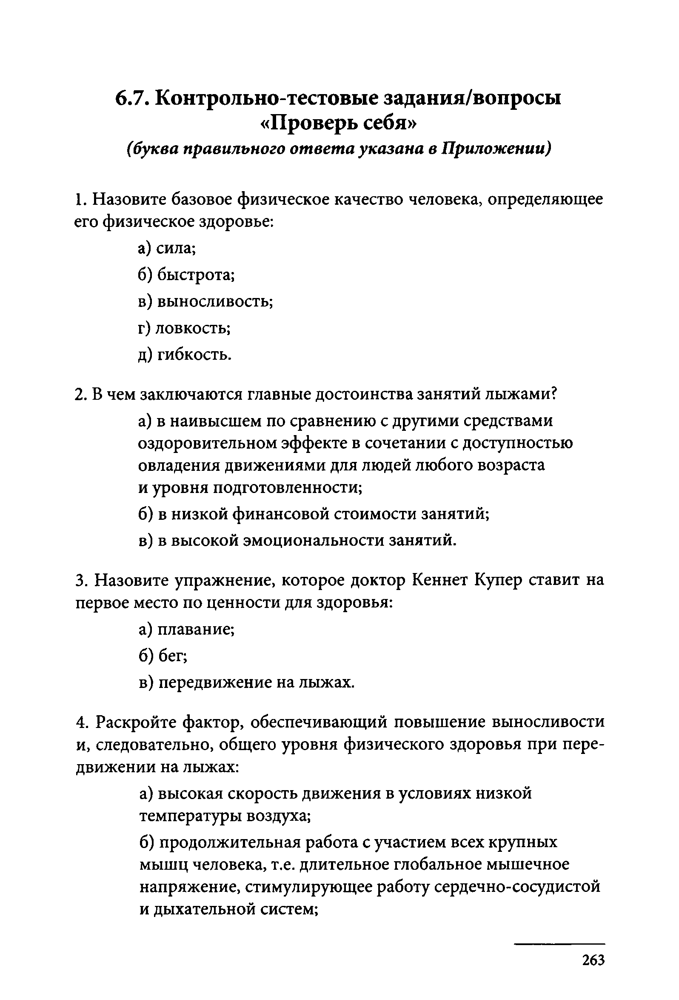 6.7. Контрольно-тестовые задания/вопросы
«Проверь себя»
(буква правильного ответа указана в Приложении)
1. Назовите базовое физическое качество человека, определяющее
его физическое здоровье:
а) сила;
б) быстрота;
в) выносливость;
г) ловкость;
д) гибкость.
2. В чем заключаются главные достоинства занятий лыжами?
а) в наивысшем по сравнению с другими средствами
оздоровительном эффекте в сочетании с доступностью
овладения движениями для людей любого возраста
и уровня подготовленности;
б) в низкой финансовой стоимости занятий;
в) в высокой эмоциональности занятий.
3. Назовите упражнение, которое доктор Кеннет Купер ставит на
первое место по ценности для здоровья:
а) плавание;
б) бег;
в) передвижение на лыжах.
4. Раскройте фактор, обеспечивающий повышение выносливости
и, следовательно, общего уровня физического здоровья при пере-
движении на лыжах:
а) высокая скорость движения в условиях низкой
температуры воздуха;
б) продолжительная работа с участием всех крупных
мышц человека, т.е. длительное глобальное мышечное
напряжение, стимулирующее работу сердечно-сосудистой
и дыхательной систем;
263